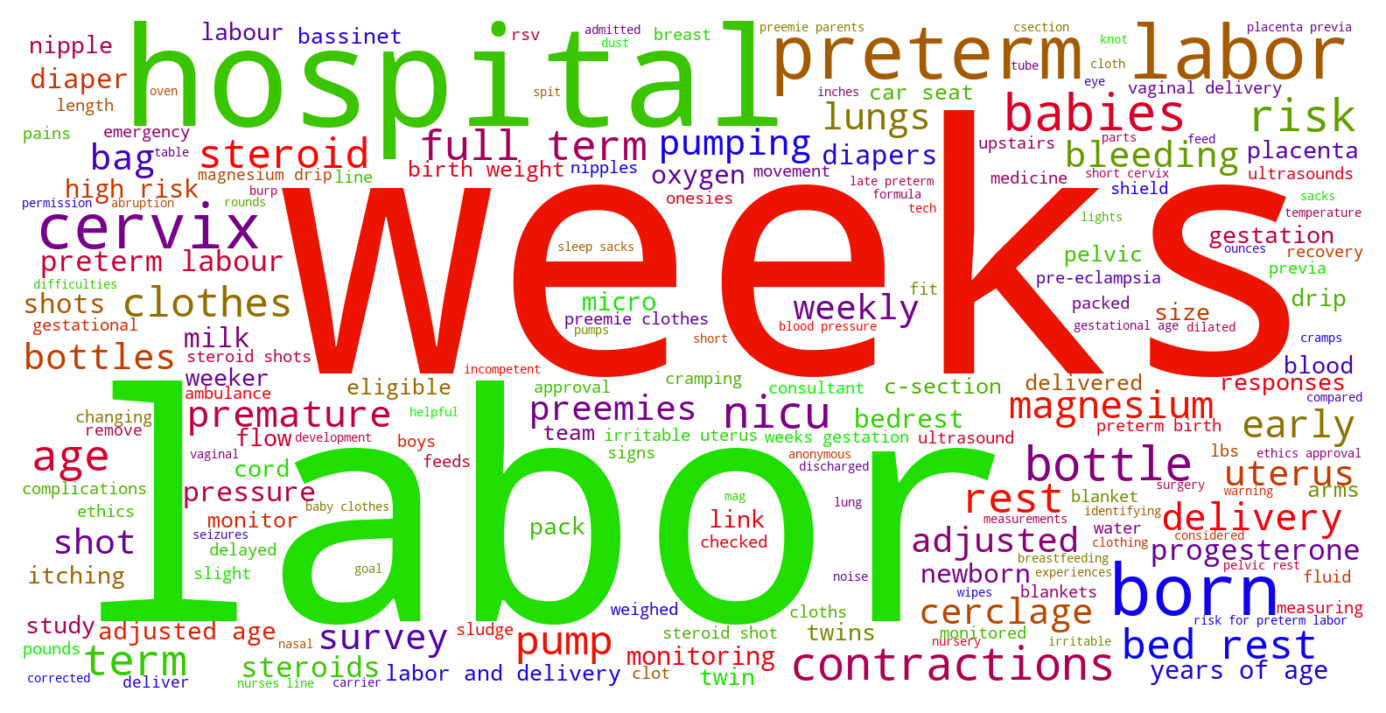 hospital
preterm labor
labour
bassinet
rsv
admitted
dust
breast
preemie parents
csection
knot
placenta previa
nipple
diaper
length
oven
spit
inches
car seat
tube
cloth
eye
vaginal delivery
pains
emergency
table
bag
steroid
full term
pumping
lungs
babies
risk
upstairs
parts
feed
bleeding
placenta
magnesium drip
line
birth weight
nipples
oxygen
movement
diapers
late preterm
formula
medicine
short cervix
shield
ultrasounds
high risk
burp
onesies
tech
permission
abruption
rounds
lights
sacks
temperature
cervix
weeks
sleep sacks
pelvic
gestation
ounces
recovery
preterm labour
difficulties
micro
weekly
fit
pre-eclampsia
previa
shots
clothes
preemie clothes
packed
size
drip
gestational
milk
pumps
blood pressure
gestational age
dilated
bottles
steroid shots
short
cramps
weeker
incompetent
blood
ambulance
eligible
approval
cramping
consultant
c-section
delivered
responses
compared
changing
premature
helpful
preemies
nicu
bedrest
magnesium
early
remove
flow
development
boys
team
irritable uterus
weeks gestation
ultrasound
preterm birth
age
vaginal
cord
feeds
signs
anonymous
discharged
bottle
lbs
ethics approval
labor
complications
pressure
mag
lung
surgery
warning
uterus
arms
ethics
monitor
baby clothes
pack
link
rest
blanket
identifying
delivery
seizures
checked
measurements
water
clothing
considered
shot
delayed
adjusted
breastfeeding
progesterone
itching
slight
goal
noise
newborn
experiences
pelvic rest
fluid
weighed
cloths
wipes
blankets
born
measuring
study
adjusted age
survey
sludge
pump
steroid shot
twins
cerclage
monitored
irritable
risk for preterm labor
pounds
term
nasal
monitoring
nursery
bed rest
corrected
deliver
steroids
nurses line
carrier
labor and delivery
clot
twin
contractions
years of age